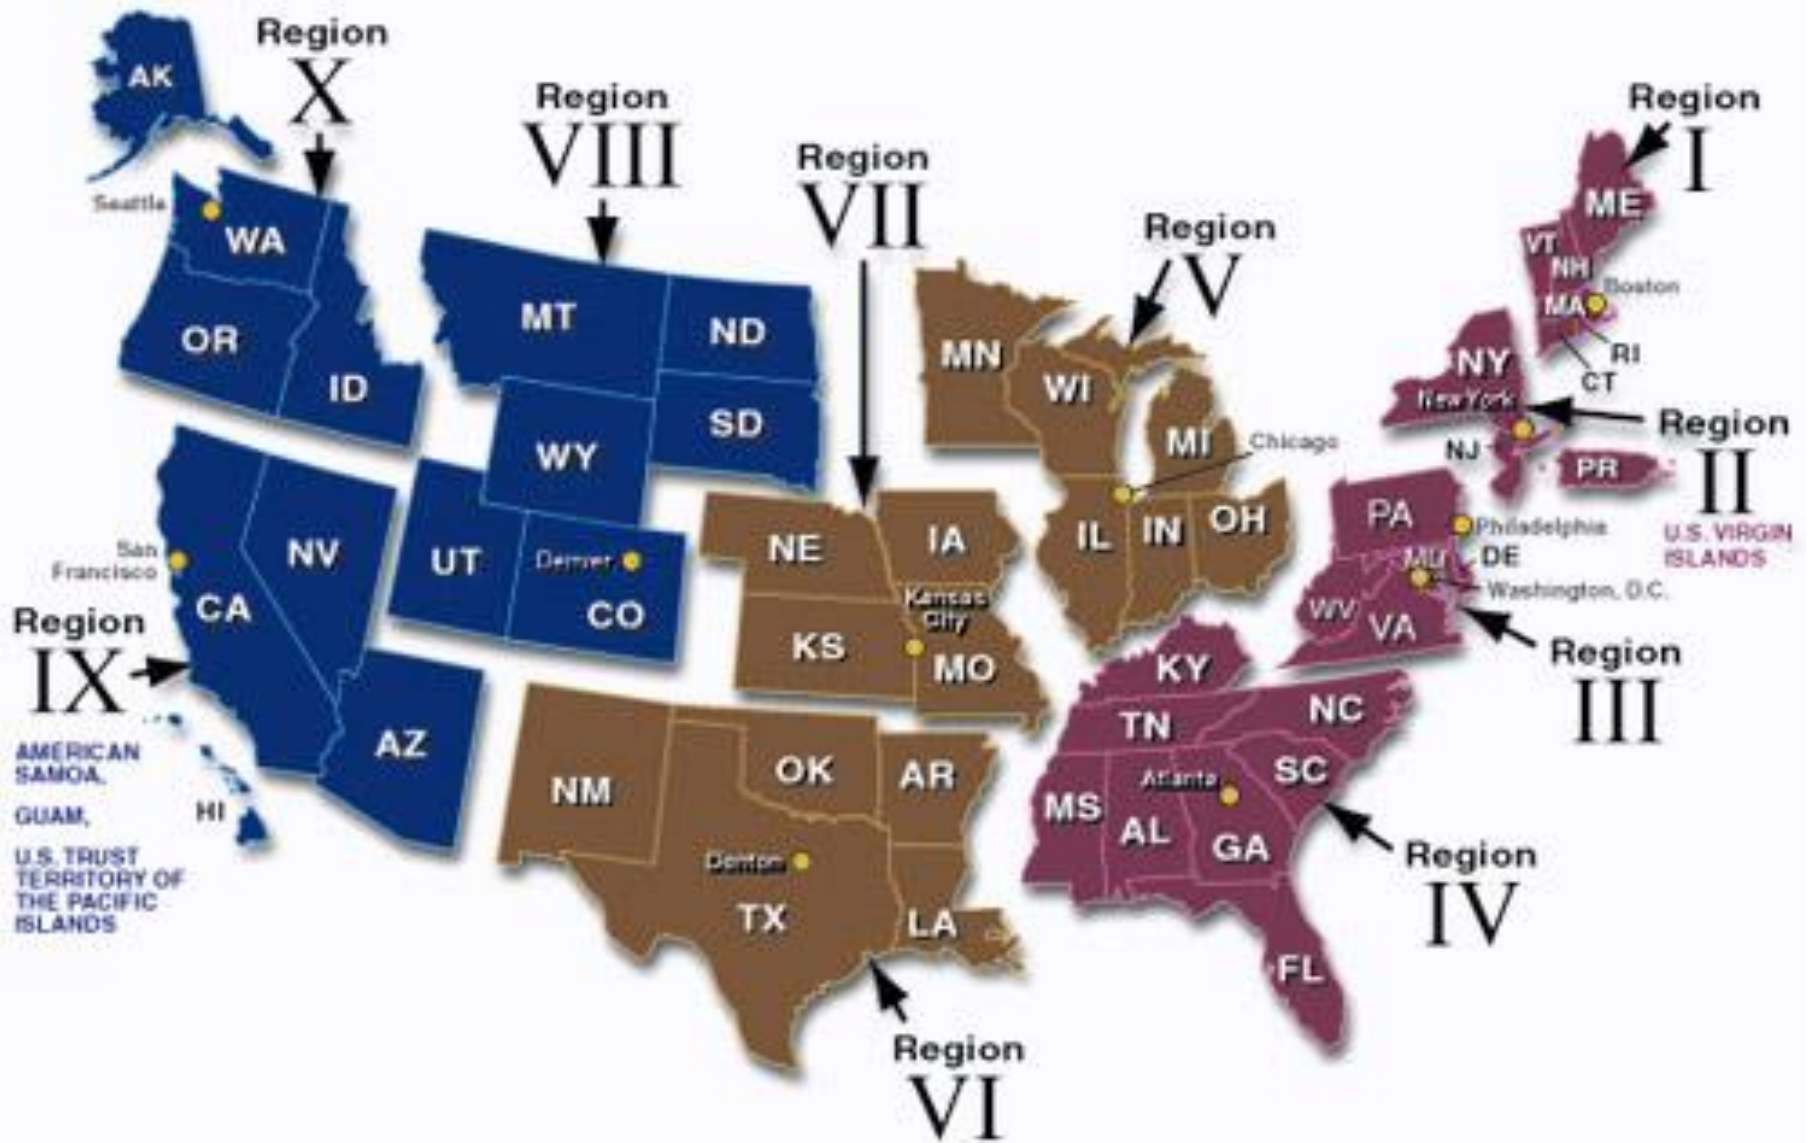 AK
Region
X
Region
VIII
Region
VII
Region
V
Region
I
Seattle
WA
OR
ID
MT
ND
SD
WY
MN
WI
MI
Chicago
ME
VT
NH
MA
Boston
RI
CT
NY
New York
NJ
PR
Region
II
U.S. VIRGIN
ISLANDS
San
Francisco
CA
NV
UT
Denver
CO
NE
IA
Kansas
City
KS
MO
IL
IN
OH
PA
Philadelphia
DE
Washington, D.C.
WV
VA
Region
III
Region
IX
AMERICAN
SAMOA,
GUAM,
U.S. TRUST
TERRITORY OF
THE PACIFIC
ISLANDS
HI
AZ
NM
OK
AR
Denton
TX
LA
KY
TN
NC
SC
Atlanta
MS
AL
GA
FL
Region
IV
Region
VI